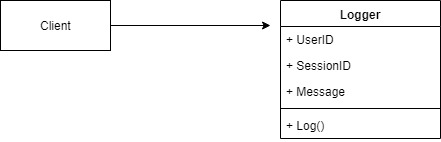 Client
Logger
+ UserID
+ SessionID
+ Message
+ Log()